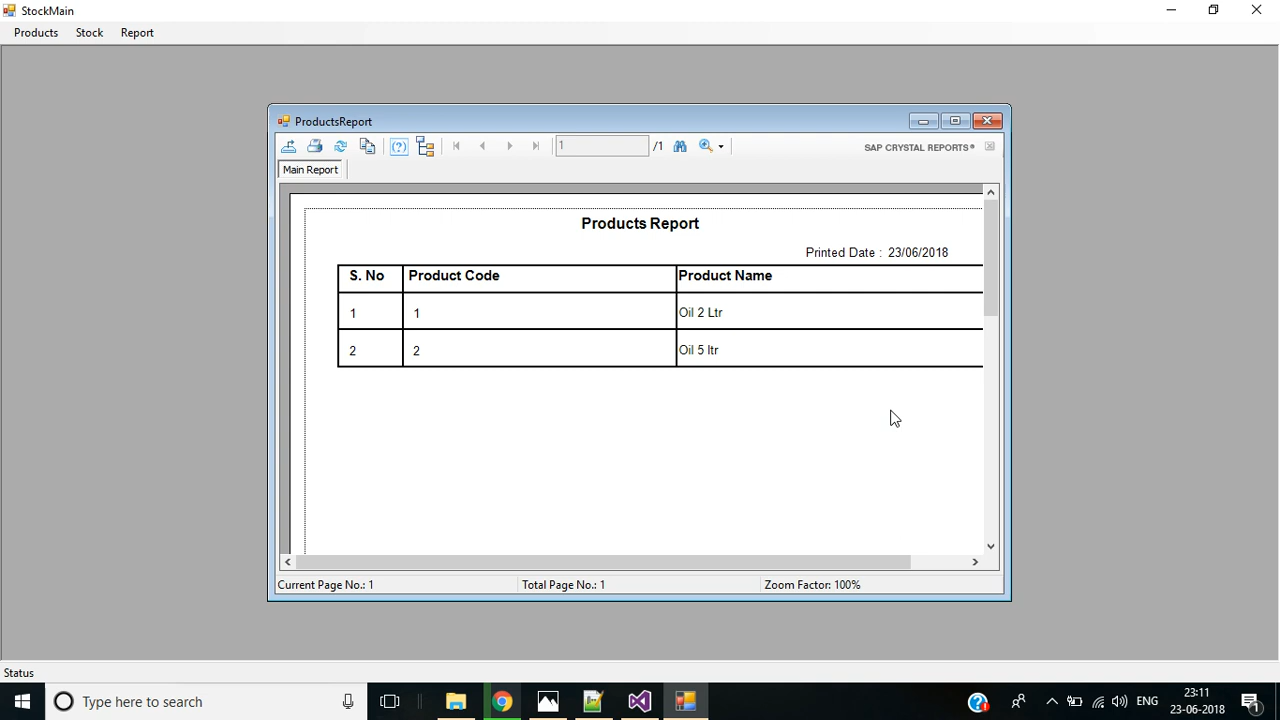 StockMain
Products Stock Report
ProductsReport
1 /1 SAP CRYSTAL REPORTS®
Main Report
Products Report
Printed Date : 23/06/2018
S. No Product Code Product Name
1 1 Oil 2 Ltr
2 2 Oil 5 ltr
Current Page No.: 1 Total Page No.: 1 Zoom Factor: 100%
Status
Type here to search ENG 23:11
23-06-2018 1